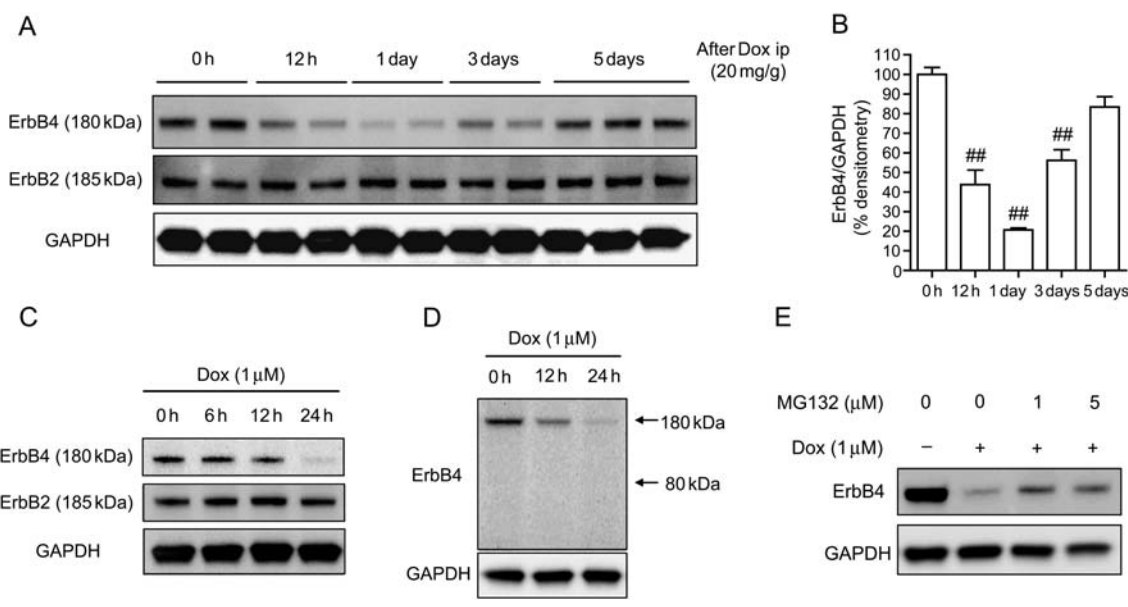 A
0 h 12 h 1 day 3 days 5 days After Dox ip
(20 mg/g)
ErbB4 (180 kDa)
ErbB2 (185 kDa)
GAPDH
B
ErbB4/GAPDH
(% densitometry)
110
100
90
80
70
60
50
40
30
20
10
0
##
##
##
0 h 12 h 1 day 3 days 5 days
C
Dox (1 μM)
0 h 6 h 12 h 24 h
ErbB4 (180 kDa)
ErbB2 (185 kDa)
GAPDH
D
Dox (1 μM)
0 h 12 h 24 h
←180 kDa
ErbB4
←80 kDa
GAPDH
E
MG132 (μM) 0 0 1 5
Dox (1 μM) – + + +
ErbB4
GAPDH